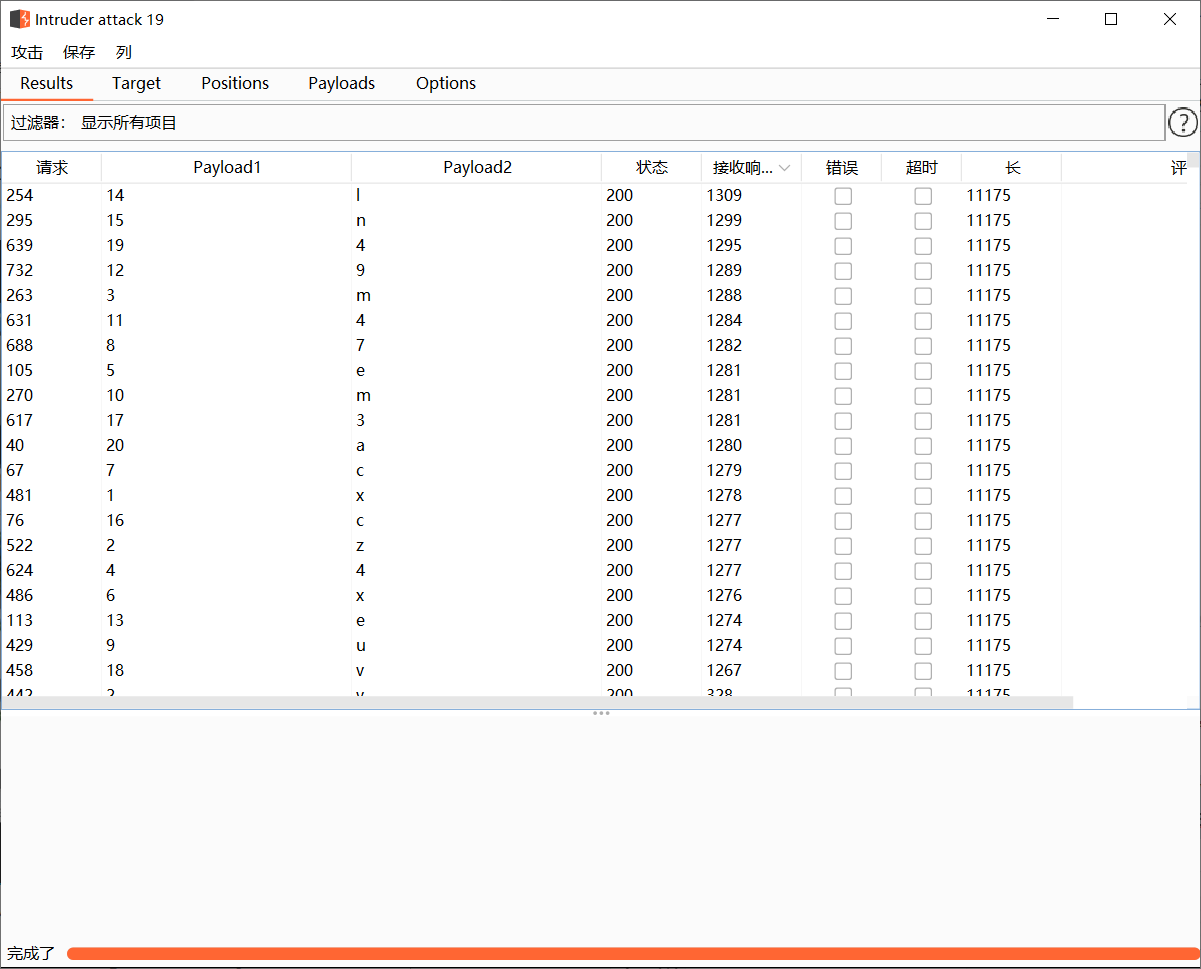 Intruder attack 19
攻击 保存 列
Results Target Positions Payloads Options
过滤器： 显示所有项目 ?
请求 Payload1 Payload2 状态 接收响... 错误 超时 长 评
254 14 l 200 1309 11175
295 15 n 200 1299 11175
639 19 4 200 1295 11175
732 12 9 200 1289 11175
263 3 m 200 1288 11175
631 11 4 200 1284 11175
688 8 7 200 1282 11175
105 5 e 200 1281 11175
270 10 m 200 1281 11175
617 17 3 200 1281 11175
40 20 a 200 1280 11175
67 7 c 200 1279 11175
481 1 x 200 1278 11175
76 16 c 200 1277 11175
522 2 z 200 1277 11175
624 4 4 200 1277 11175
486 6 x 200 1276 11175
113 13 e 200 1274 11175
429 9 u 200 1274 11175
458 18 v 200 1267 11175
442 2 v 200 328 11175
完成了